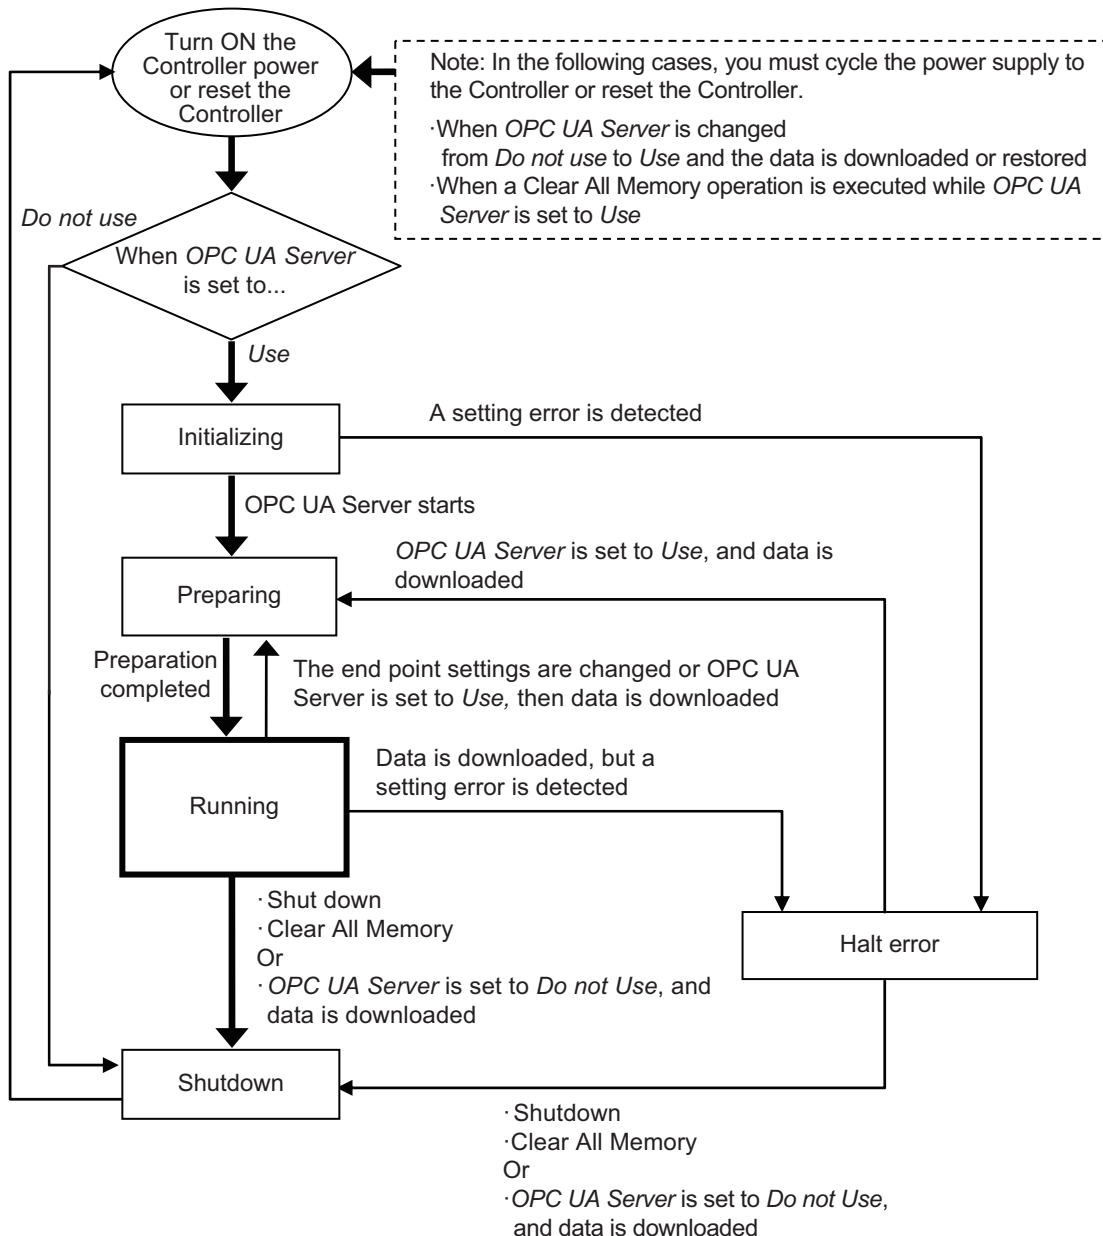 Turn ON the
Controller power
or reset the
Controller
Note: In the following cases, you must cycle the power supply to
the Controller or reset the Controller.
·When OPC UA Server is changed
from Do not use to Use and the data is downloaded or restored
·When a Clear All Memory operation is executed while OPC UA
Server is set to Use
Do not use
When OPC UA Server
is set to...
Use
Initializing
A setting error is detected
OPC UA Server starts
OPC UA Server is set to Use, and data is
downloaded
Preparing
Preparation
completed
The end point settings are changed or OPC UA
Server is set to Use, then data is downloaded
Data is downloaded, but a
setting error is detected
Running
·Shut down
·Clear All Memory
Or
·OPC UA Server is set to Do not Use, and
data is downloaded
Halt error
Shutdown
·Shutdown
·Clear All Memory
Or
·OPC UA Server is set to Do not Use,
and data is downloaded